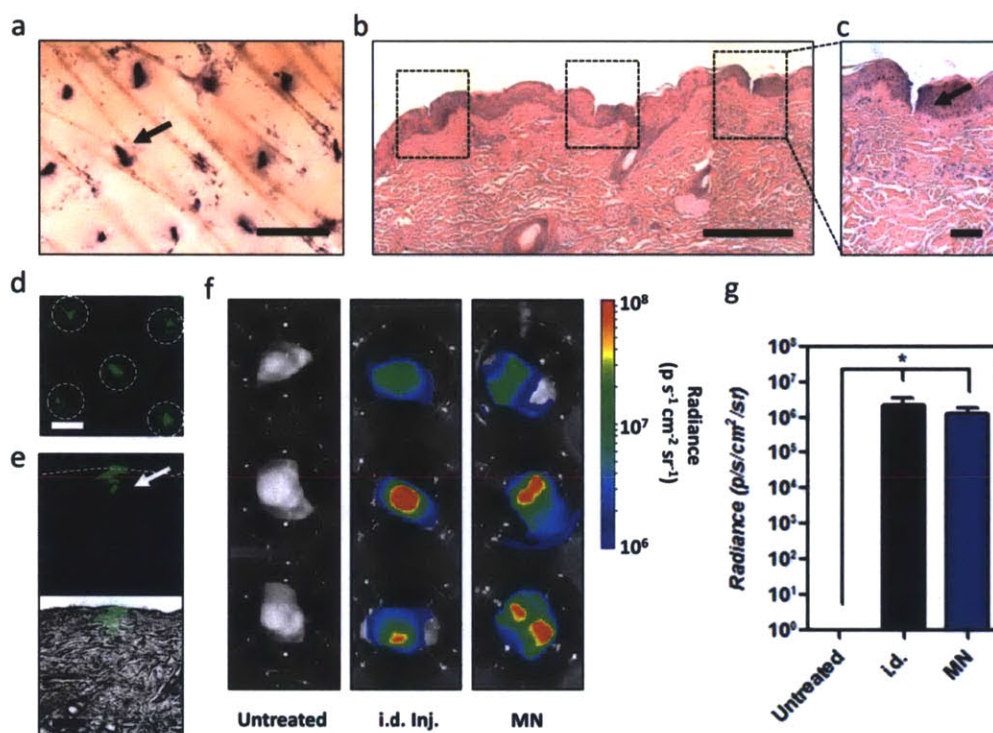 a
b
c
d
e
f
g
10⁸
10⁷
10⁶
Radiance
(p s⁻¹ cm⁻² sr⁻¹)
Untreated
i.d. Inj.
MN
Radiance (p/s/cm²/sr)
10⁸
10⁷
10⁶
10⁵
10⁴
10³
10²
10¹
10⁰
*
Untreated
i.d.
MN